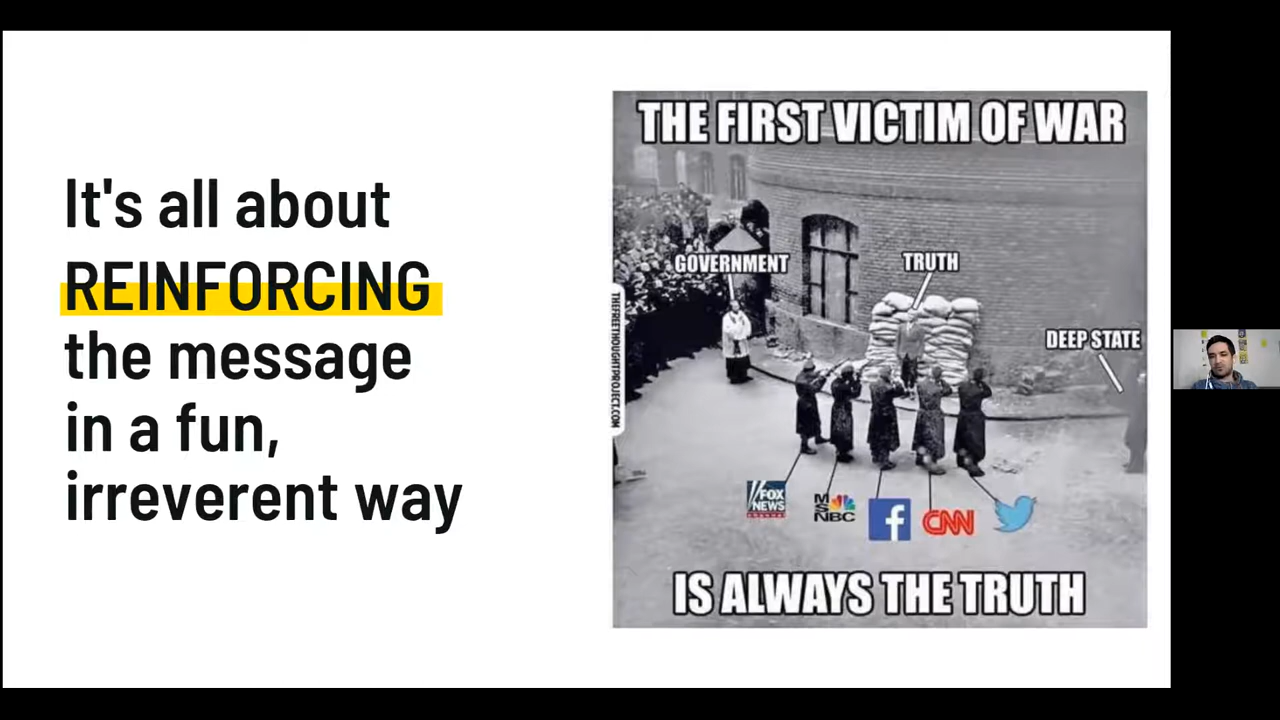 It's all about
REINFORCING
the message
in a fun,
irreverent way
THE FIRST VICTIM OF WAR
GOVERNMENT
TRUTH
DEEP STATE
THEFREETHOUGHTPROJECT.COM
FOX
NEWS
channel
MSNBC
f
CNN
IS ALWAYS THE TRUTH